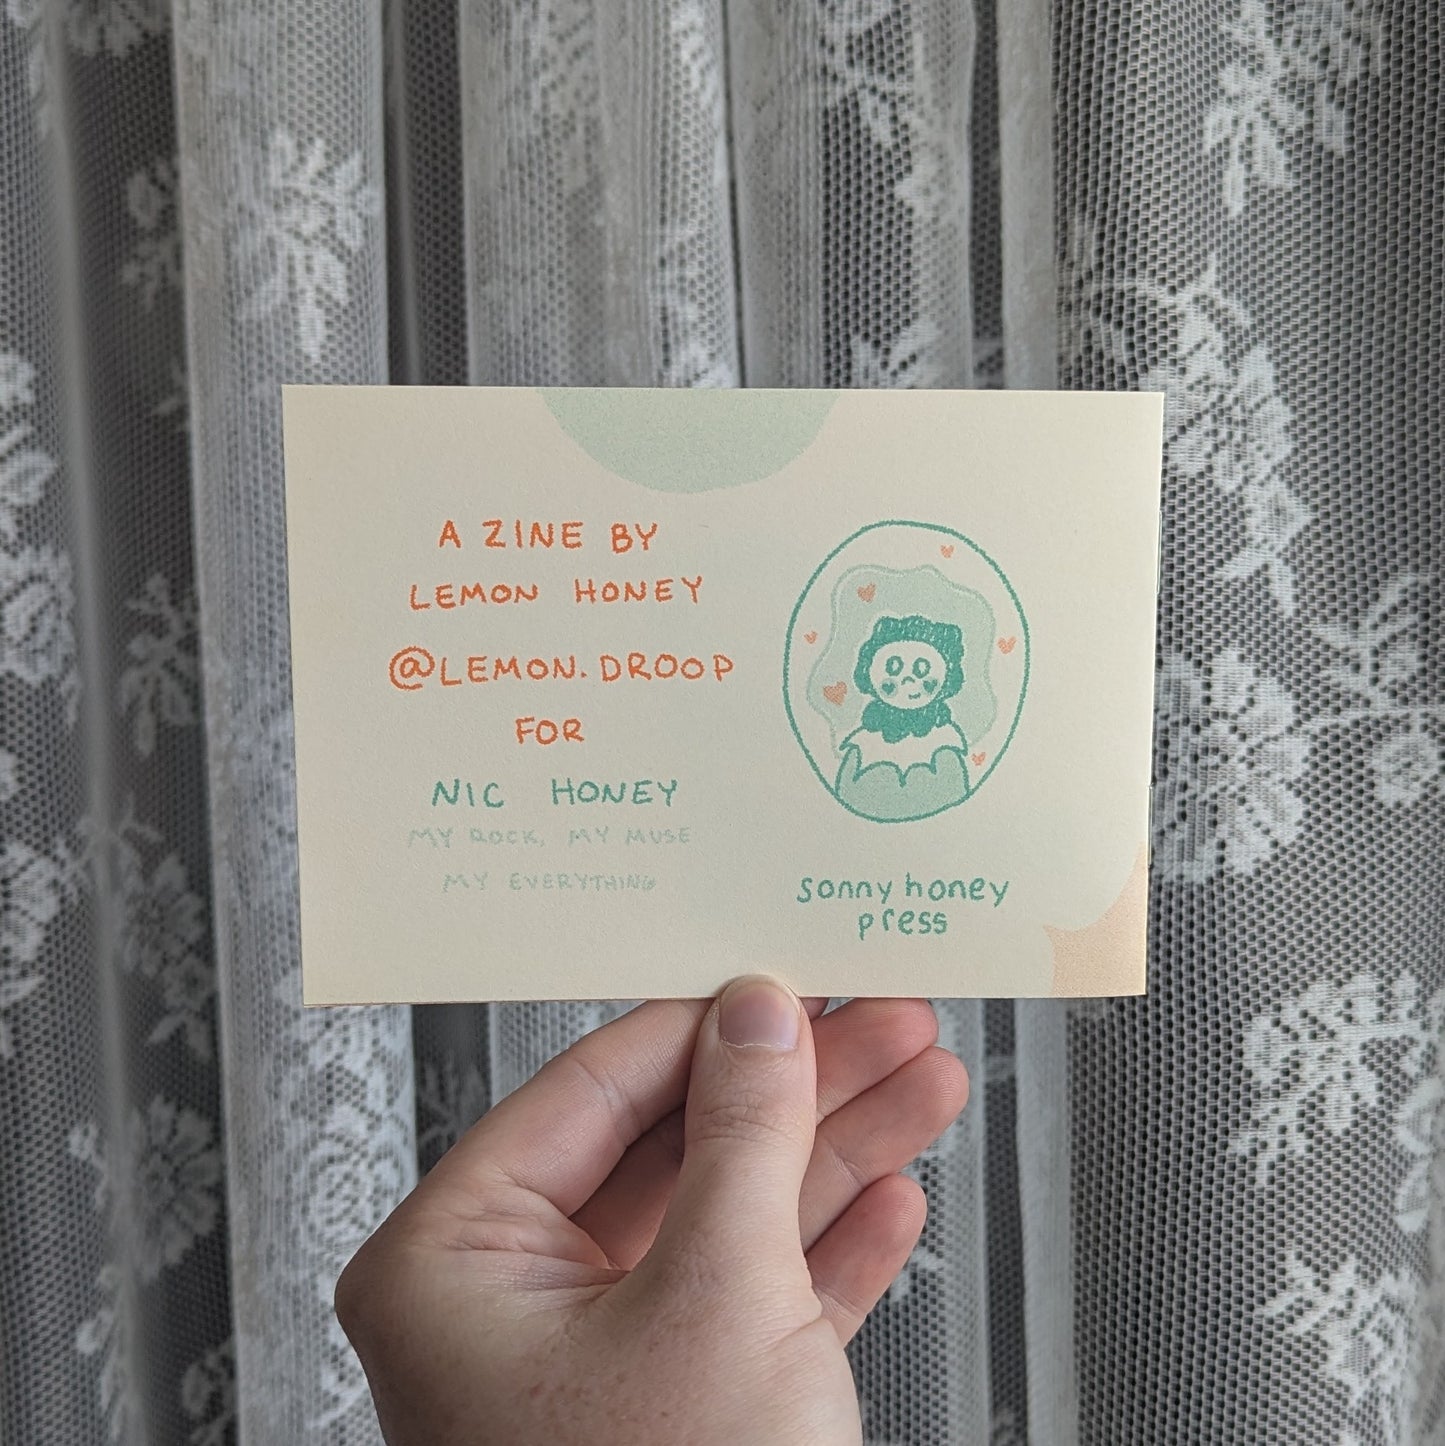 A ZINE BY
LEMON HONEY
@LEMON.DROOP
FOR
NIC HONEY
MY ROCK, MY MUSE
MY EVERYTHING
sonny honey
press